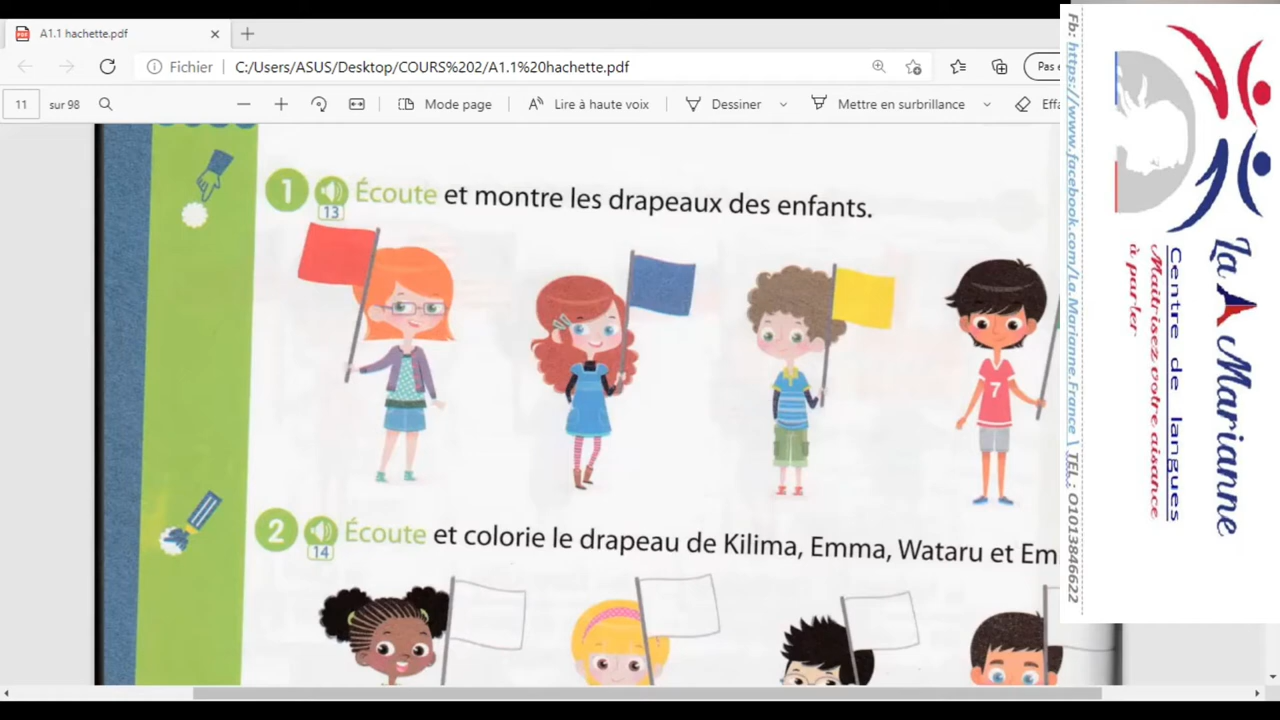 A1.1 hachette.pdf
Fichier
C:/Users/ASUS/Desktop/COURS%202/A1.1%20hachette.pdf
11 sur 98
Mode page
Lire à haute voix
Dessiner
Mettre en surbrillance
1 13 Écoute et montre les drapeaux des enfants.
7
2 14 Écoute et colorie le drapeau de Kilima, Emma, Wataru et Em
La Marianne
Centre de langues
Maîtrisez votre aisance
à parler
Fb: https://www.facebook.com/La.Marianne.France \ TEL : 01013846622